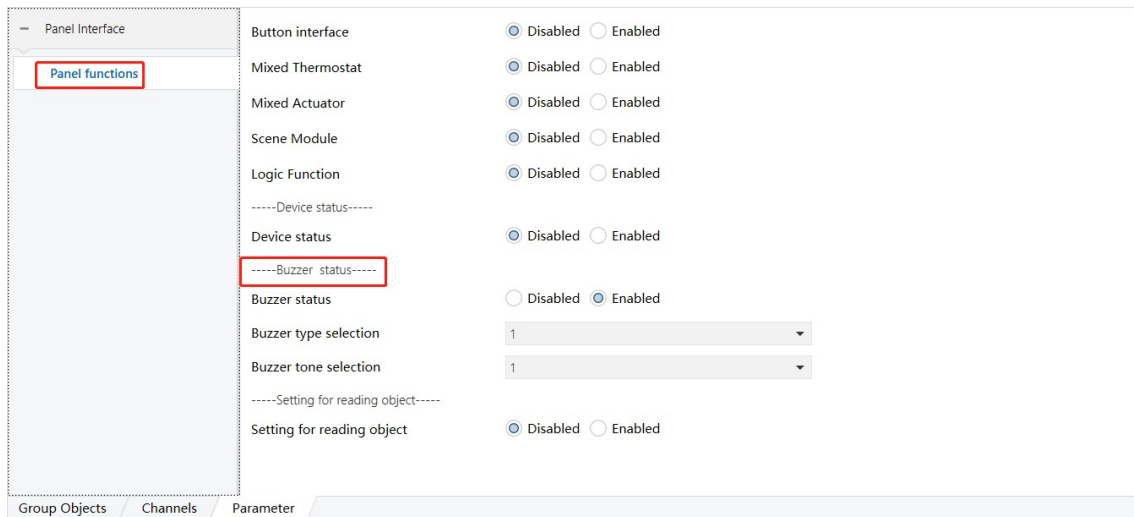 Panel Interface
Panel functions
Button interface Disabled Enabled
Mixed Thermostat Disabled Enabled
Mixed Actuator Disabled Enabled
Scene Module Disabled Enabled
Logic Function Disabled Enabled
-----Device status-----
Device status Disabled Enabled
-----Buzzer status-----
Buzzer status Disabled Enabled
Buzzer type selection 1
Buzzer tone selection 1
-----Setting for reading object-----
Setting for reading object Disabled Enabled
Group Objects Channels Parameter